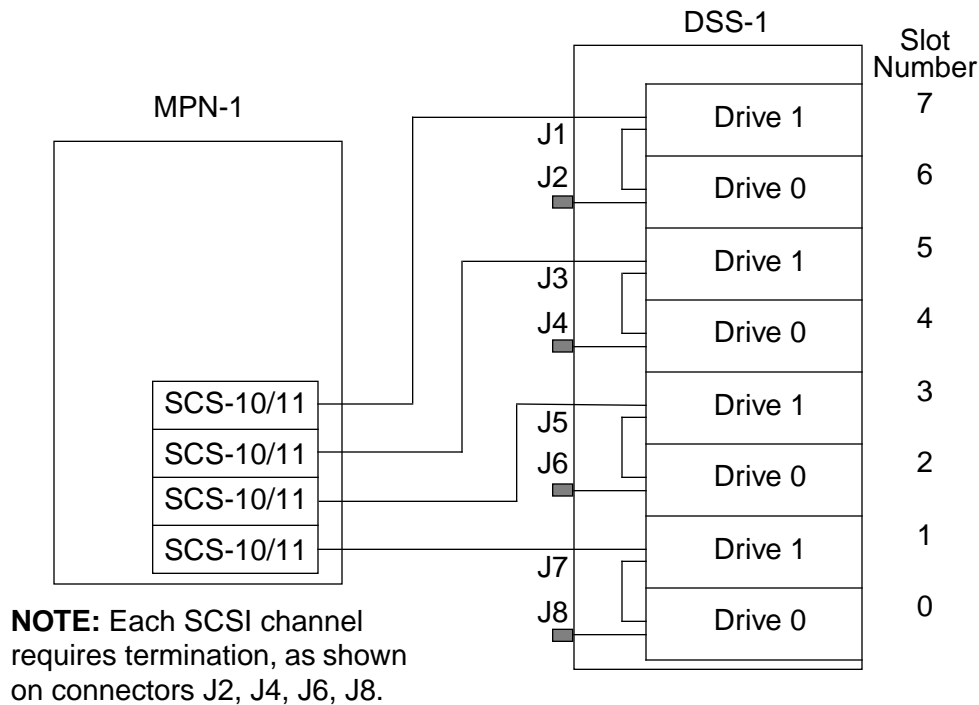 DSS-1
Slot
Number
MPN-1
7
Drive 1
J1
J2
6
Drive 0
5
Drive 1
J3
J4
4
Drive 0
3
Drive 1
SCS-10/11
J5
SCS-10/11
J6
2
Drive 0
SCS-10/11
1
Drive 1
SCS-10/11
J7
J8
0
Drive 0
NOTE: Each SCSI channel
requires termination, as shown
on connectors J2, J4, J6, J8.